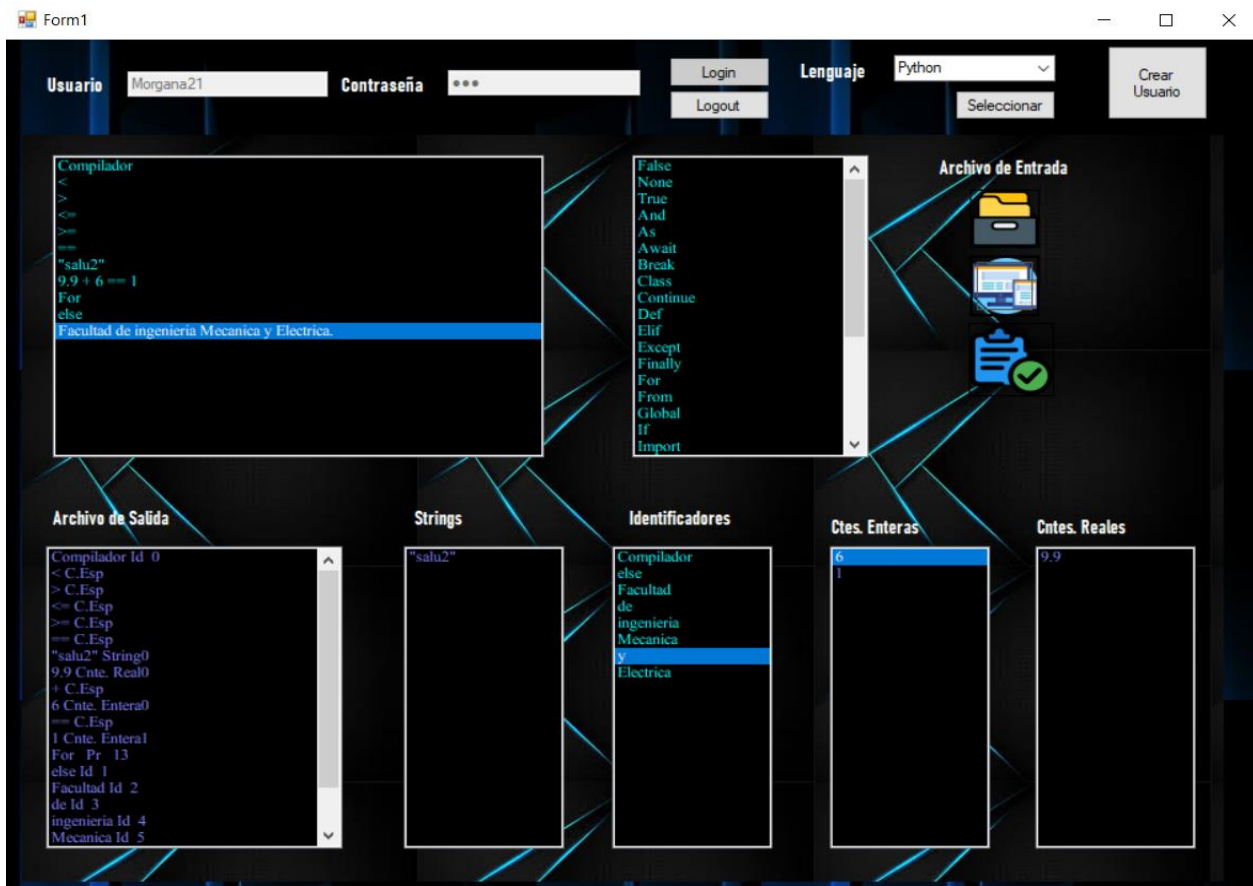 Form1
Usuario
Morgana21
Contraseña
●●●
Login
Logout
Lenguaje
Python
Seleccionar
Crear
Usuario
Compilador
<
>
<=
>=
==
"salu2"
9.9 + 6 == 1
For
else
Facultad de ingenieria Mecanica y Electrica.
False
None
True
And
As
Await
Break
Class
Continue
Def
Elif
Except
Finally
For
From
Global
If
Import
Archivo de Entrada
Archivo de Salida
Compilador Id 0
< C.Esp
> C.Esp
<= C.Esp
>= C.Esp
== C.Esp
"salu2" String0
9.9 Cnte. Real0
+ C.Esp
6 Cnte. Entera0
== C.Esp
1 Cnte. Entera1
For Pr 13
else Id 1
Facultad Id 2
de Id 3
ingenieria Id 4
Mecanica Id 5
Strings
"salu2"
Identificadores
Compilador
else
Facultad
de
ingenieria
Mecanica
y
Electrica
Ctes. Enteras
6
1
Cntes. Reales
9.9